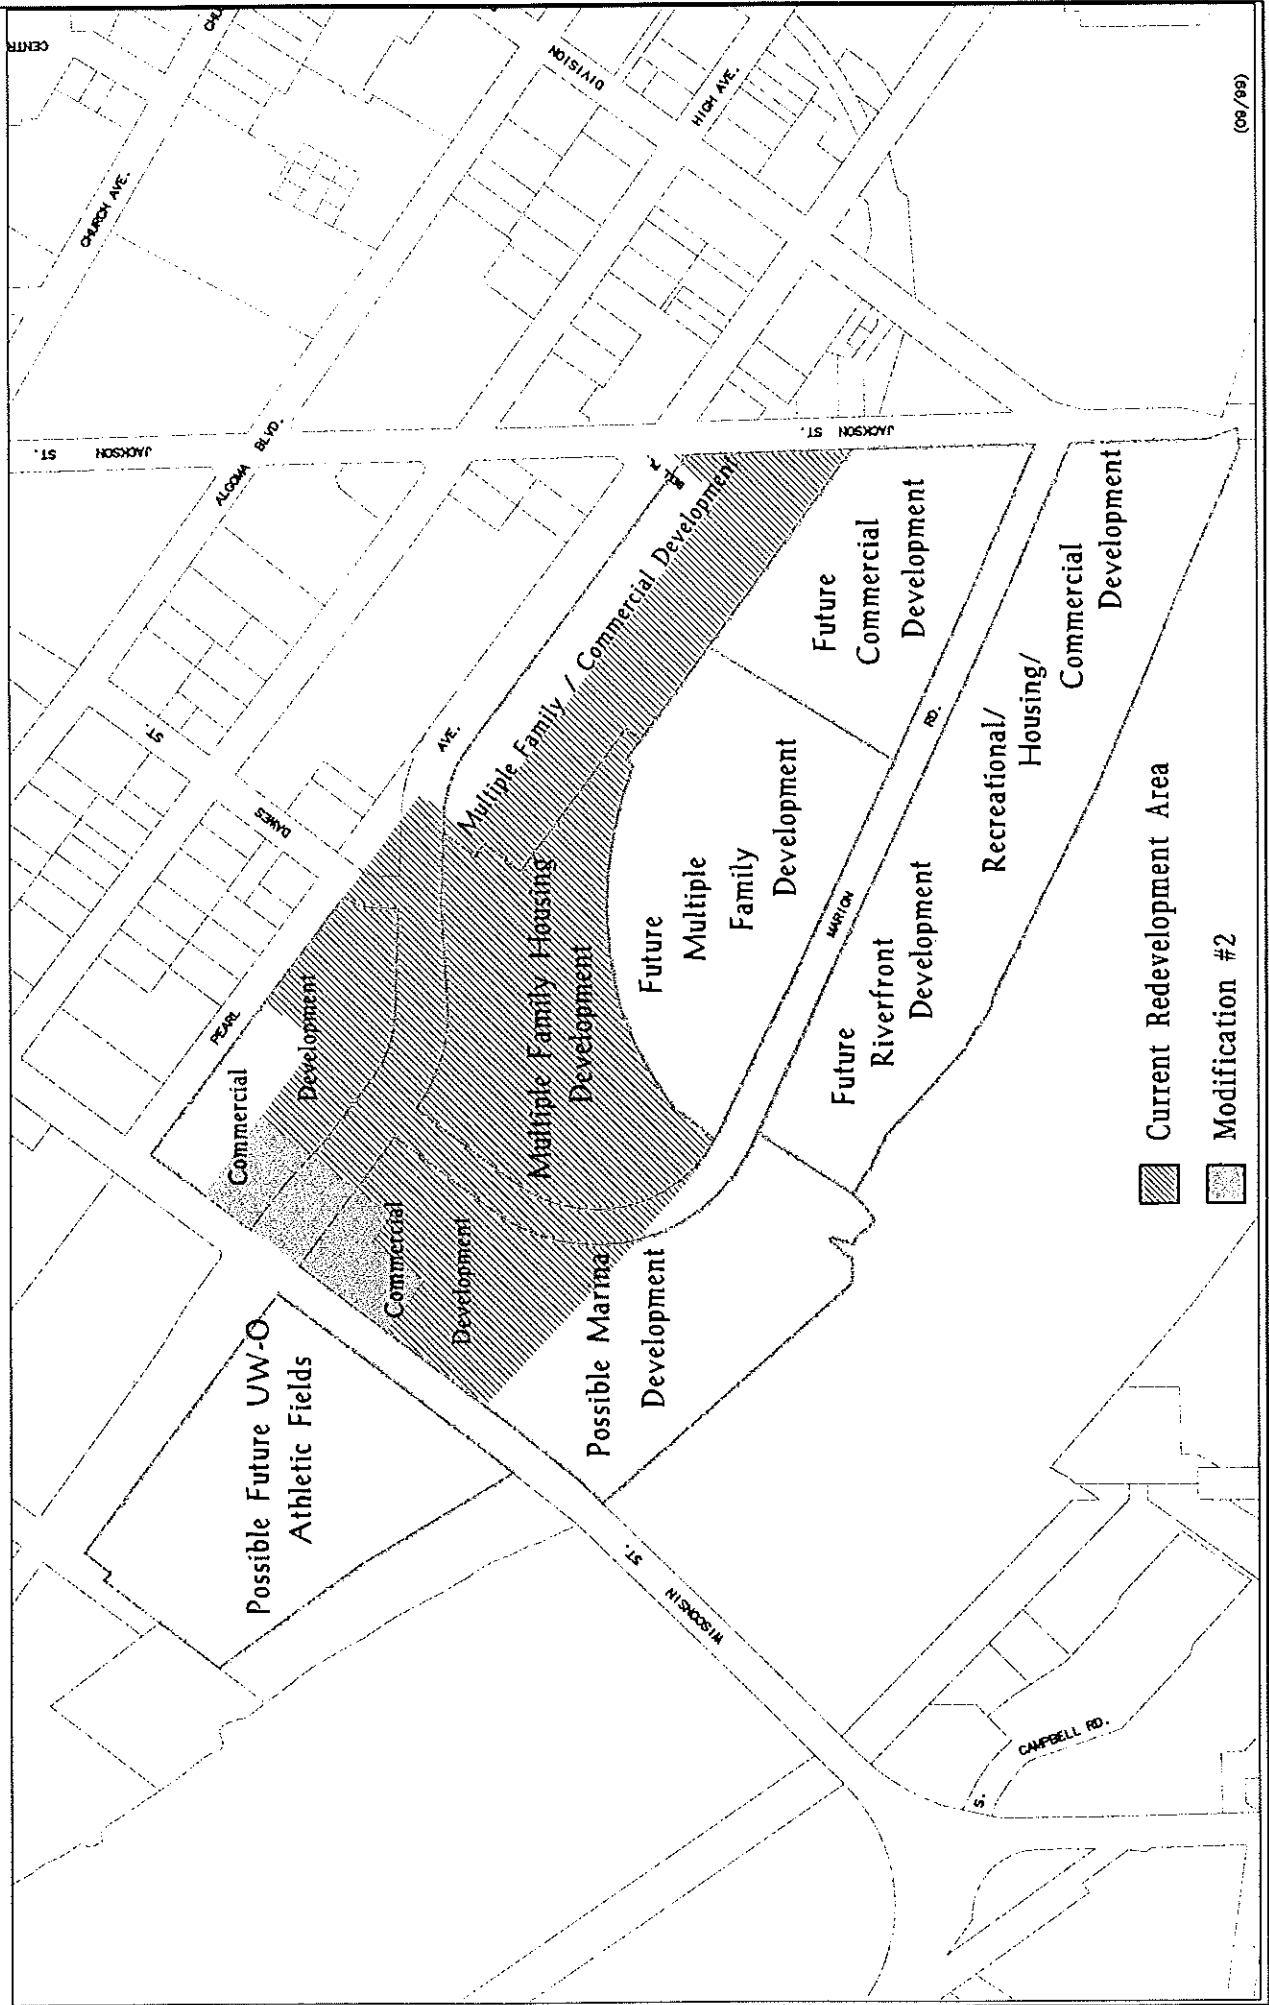 CENTR
CHURCH AVE.
CHU
DIVISION
HIGH AVE.
(09/99)
JACKSON ST.
ALGOMA BLVD.
JACKSON ST.
ST.
DAWES
PEARL
AVE.
Multiple Family / Commercial Development
Commercial
Development
Commercial
Development
Multiple Family Housing
Development
Future
Commercial
Development
Future
Multiple
Family
Development
MARION
RD.
Recreational/
Housing/
Commercial
Development
Future
Riverfront
Development
Possible Marina
Development
Possible Future UW-O
Athletic Fields
WISCONSIN
ST.
S.
CAMPBELL RD.
Current Redevelopment Area
Modification #2